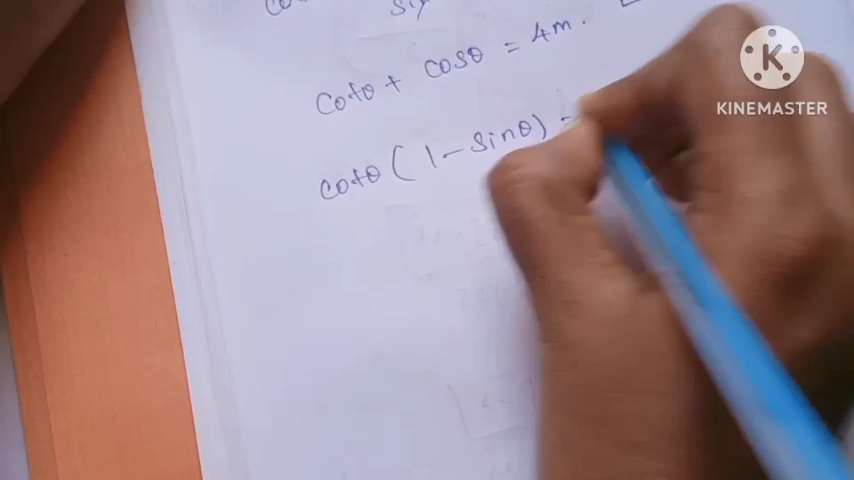 cotθ + cosθ = 4m.
cotθ ( 1 - sinθ)
K
KINEMASTER